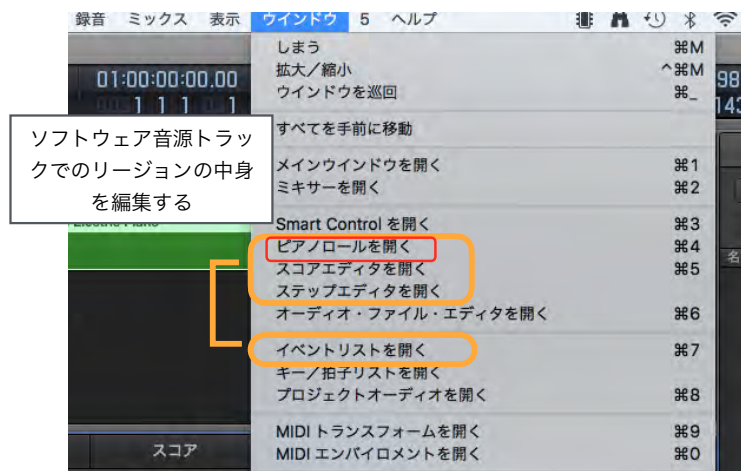 録音 ミックス 表示 ウインドウ 5 ヘルプ
しまう ⌘M
拡大／縮小 ^⌘M
ウインドウを巡回 ⌘_
すべてを手前に移動
メインウインドウを開く ⌘1
ミキサーを開く ⌘2
Smart Control を開く ⌘3
ピアノロールを開く ⌘4
スコアエディタを開く ⌘5
ステップエディタを開く
オーディオ・ファイル・エディタを開く ⌘6
イベントリストを開く ⌘7
キー／拍子リストを開く
プロジェクトオーディオを開く ⌘8
MIDI トランスフォームを開く ⌘9
MIDI エンバイロメントを開く ⌘0
01:00:00:00.00
1 1 1 1
98
143
ソフトウェア音源トラッ
クでのリージョンの中身
を編集する
名
スコア